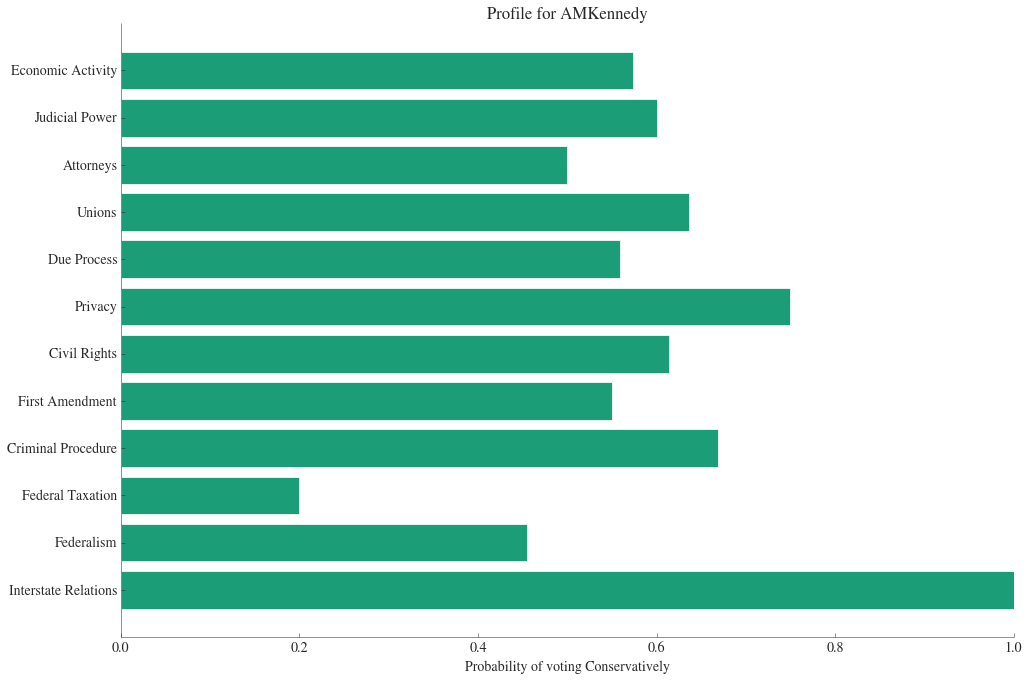 Profile for AMKennedy
Economic Activity
Judicial Power
Attorneys
Unions
Due Process
Privacy
Civil Rights
First Amendment
Criminal Procedure
Federal Taxation
Federalism
Interstate Relations
0.0 0.2 0.4 0.6 0.8 1.0
Probability of voting Conservatively